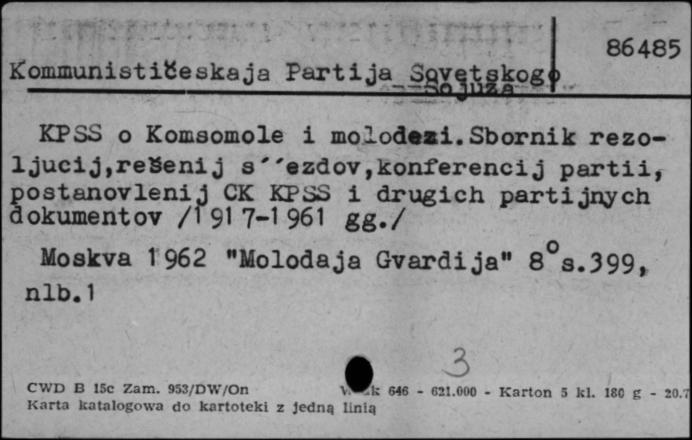 86485
Kommunističeskaja Partija Sovetskogo
Sojuza
KPSS o Komsomole i molodezi.Sbornik rezo-
ljucij,rešenij s´´ezdov,konferencij partii,
postanovlenij CK KPSS i drugich partijnych
dokumentov /1917-1961 gg./
Moskva 1962 "Molodaja Gvardija" 8° s.399,
nlb.1
3
CWD B 15c Zam. 953/DW/On 646 - 621.000 - Karton 5 kl. 180 g - 20.7
Karta katalogowa do kartoteki z jedną linią